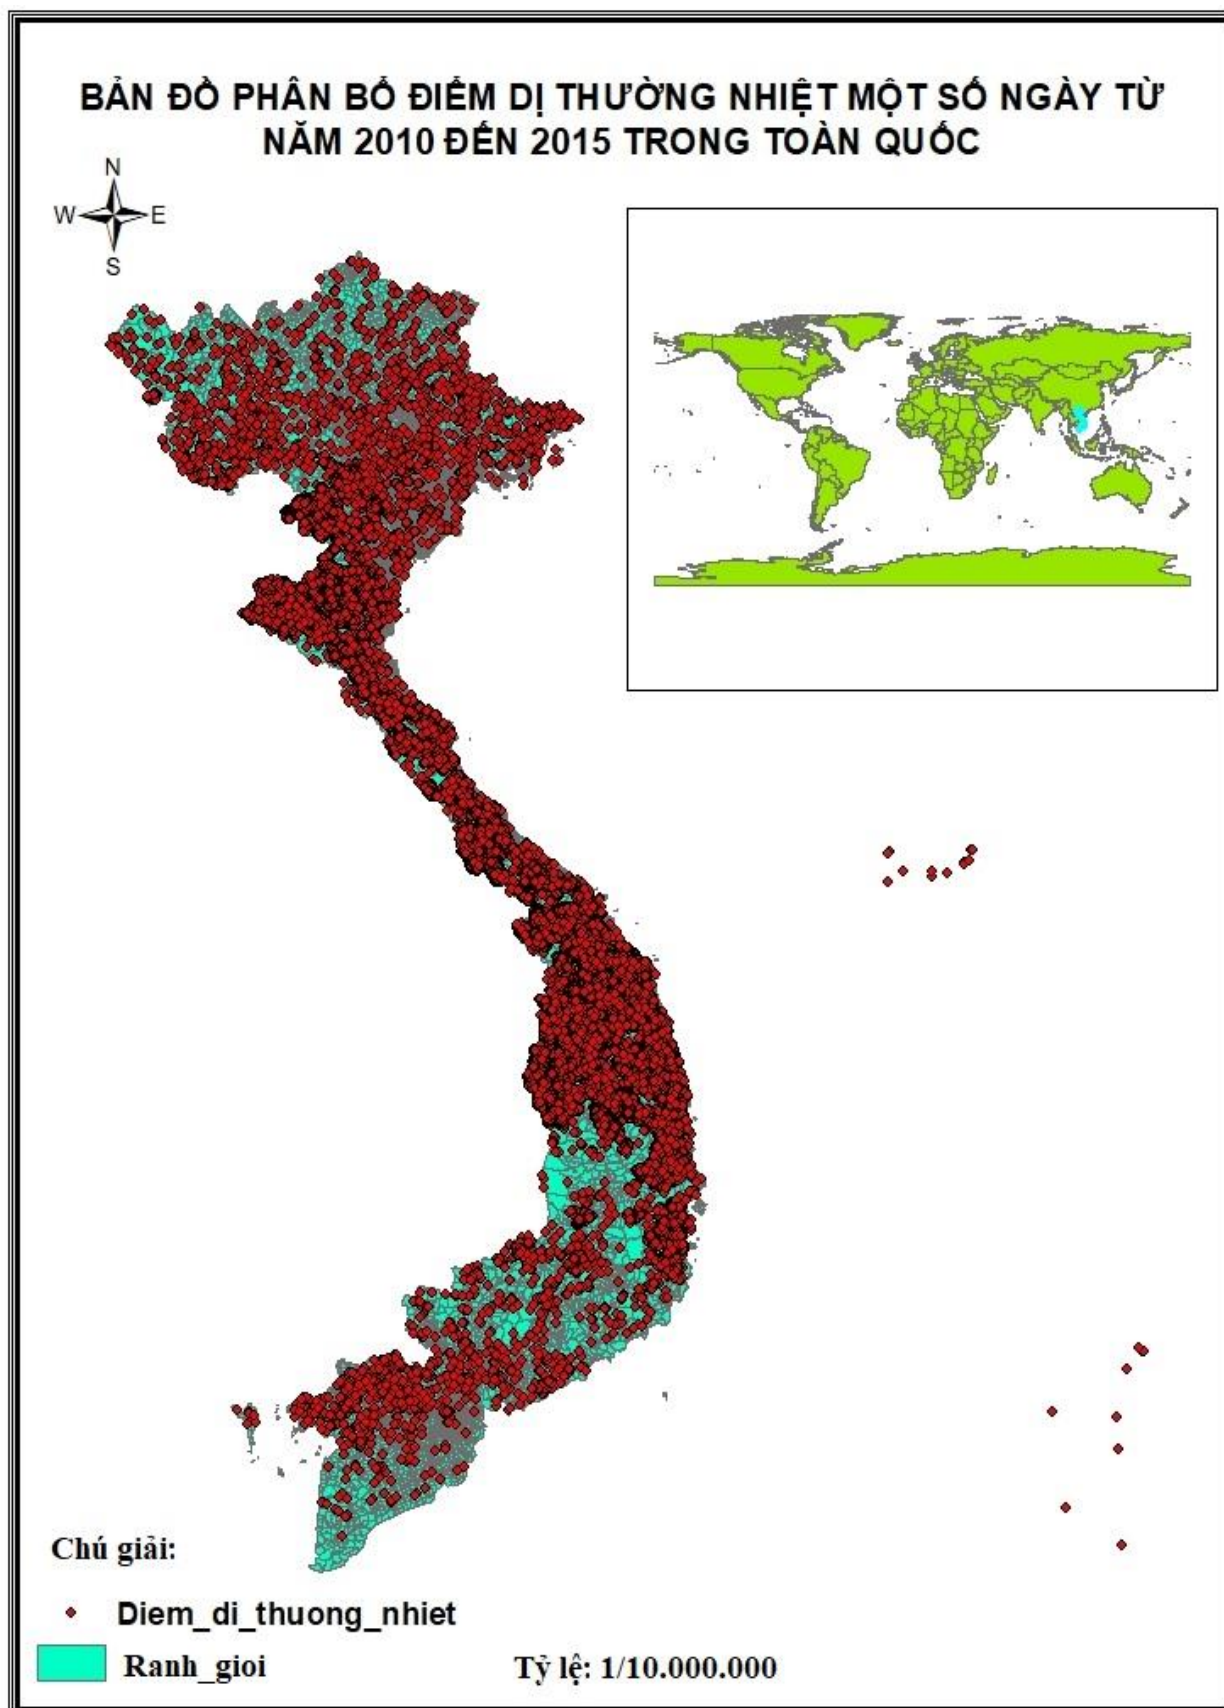 BẢN ĐỒ PHÂN BỐ ĐIỂM DỊ THƯỜNG NHIỆT MỘT SỐ NGÀY TỪ
NĂM 2010 ĐẾN 2015 TRONG TOÀN QUỐC
N
W E
S
Chú giải:
Diem_di_thuong_nhiet
Ranh_gioi
Tỷ lệ: 1/10.000.000